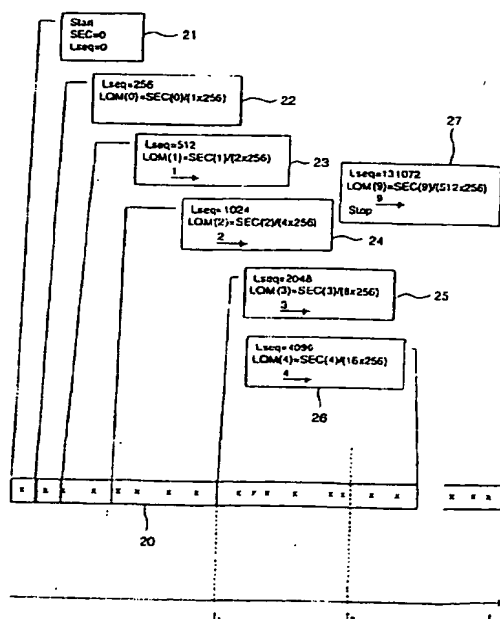 Start
SEC=0
Lseq=0
21
Lseq=256
LOM(0)=SEC(0)/(1x256)
22
27
Lseq=512
LOM(1)=SEC(1)/(2x256)
1
23
Lseq=131072
LOM(9)=SEC(9)/(512x256)
9
Stop
Lseq=1024
LOM(2)=SEC(2)/(4x256)
2
24
Lseq=2048
LOM(3)=SEC(3)/(8x256)
3
25
Lseq=4096
LOM(4)=SEC(4)/(16x256)
4
26
x x x x x x x x x x x x x x x x x x x
20